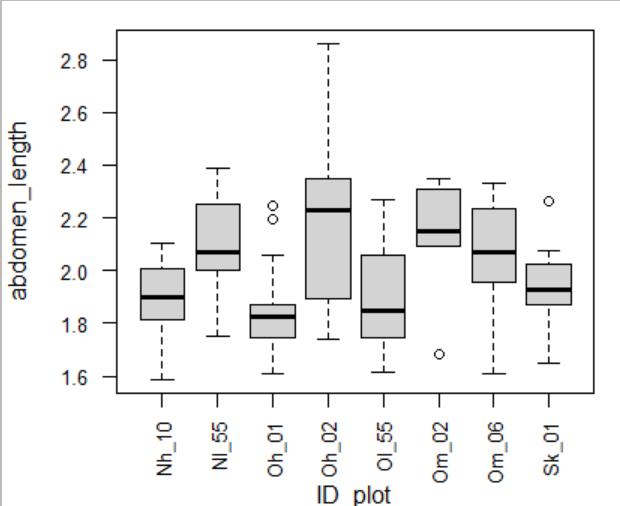 abdomen_length
2.8
2.6
2.4
2.2
2.0
1.8
1.6
Nh_10
Nl_55
Oh_01
Oh_02
Ol_55
Om_02
Om_06
Sk_01
ID_plot